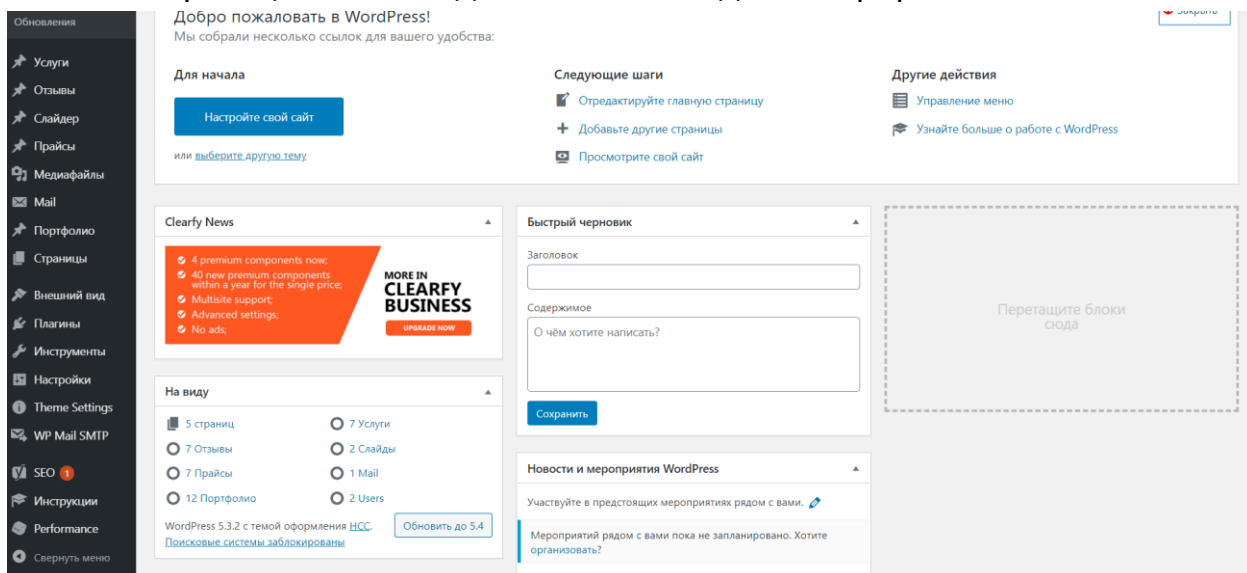 Обновления
Услуги
Отзывы
Слайдер
Прайсы
Медиафайлы
Mail
Портфолио
Страницы
Внешний вид
Плагины
Инструменты
Настройки
Theme Settings
WP Mail SMTP
SEO 1
Инструкции
Performance
Свернуть меню
Добро пожаловать в WordPress!
Закрыть
Мы собрали несколько ссылок для вашего удобства:
Для начала
Настройте свой сайт
или выберите другую тему
Следующие шаги
Отредактируйте главную страницу
Добавьте другие страницы
Просмотрите свой сайт
Другие действия
Управление меню
Узнайте больше о работе с WordPress
Clearfy News
4 premium components now;
40 new premium components
within a year for the single price;
Multisite support;
Advanced settings;
No ads;
MORE IN
CLEARFY
BUSINESS
UPGRADE NOW
На виду
5 страниц
7 Услуги
7 Отзывы
2 Слайды
7 Прайсы
1 Mail
12 Портфолио
2 Users
WordPress 5.3.2 с темой оформления НСС.
Обновить до 5.4
Поисковые системы заблокированы
Быстрый черновик
Заголовок
Содержимое
О чём хотите написать?
Сохранить
Новости и мероприятия WordPress
Участвуйте в предстоящих мероприятиях рядом с вами.
Мероприятий рядом с вами пока не запланировано. Хотите
организовать?
Перетащите блоки
сюда